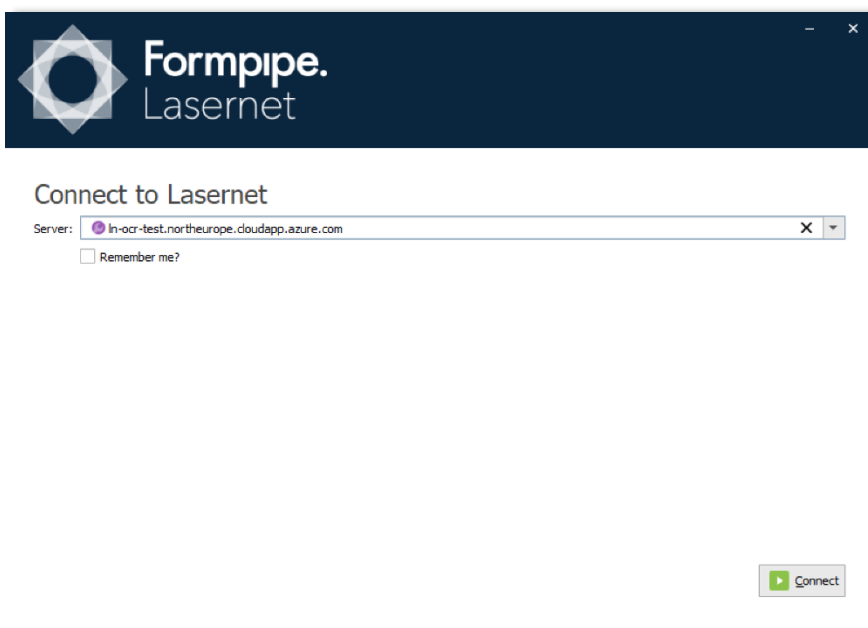 Formpipe.
Lasernet
Connect to Lasernet
Server: ln-ocr-test.northeurope.cloudapp.azure.com
Remember me?
Connect